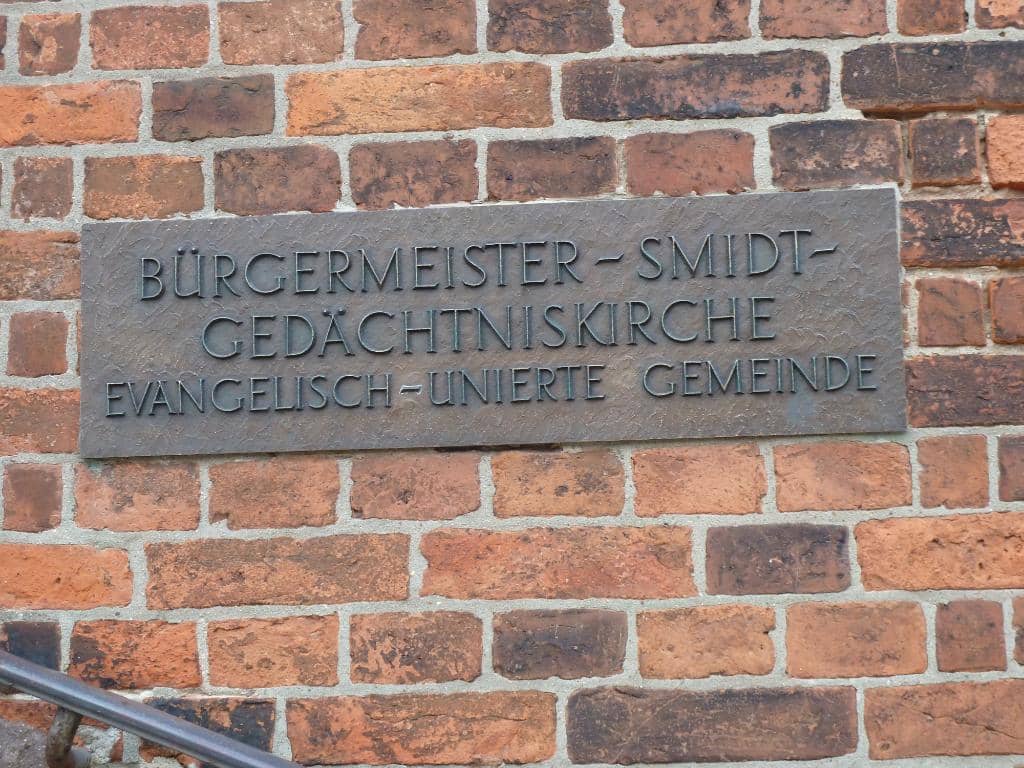 BÜRGERMEISTER-SMIDT-
GEDÄCHTNISKIRCHE
EVANGELISCH-UNIERTE GEMEINDE